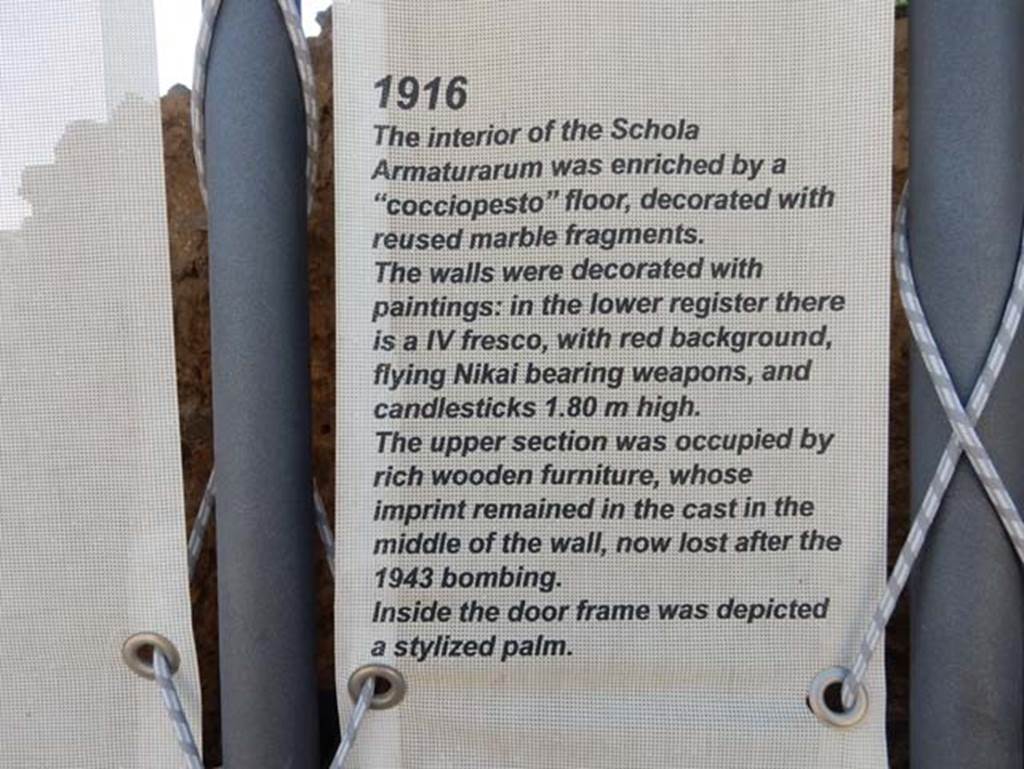 1916
The interior of the Schola
Armaturarum was enriched by a
“cocciopesto” floor, decorated with
reused marble fragments.
The walls were decorated with
paintings: in the lower register there
is a IV fresco, with red background,
flying Nikai bearing weapons, and
candlesticks 1.80 m high.
The upper section was occupied by
rich wooden furniture, whose
imprint remained in the cast in the
middle of the wall, now lost after the
1943 bombing.
Inside the door frame was depicted
a stylized palm.